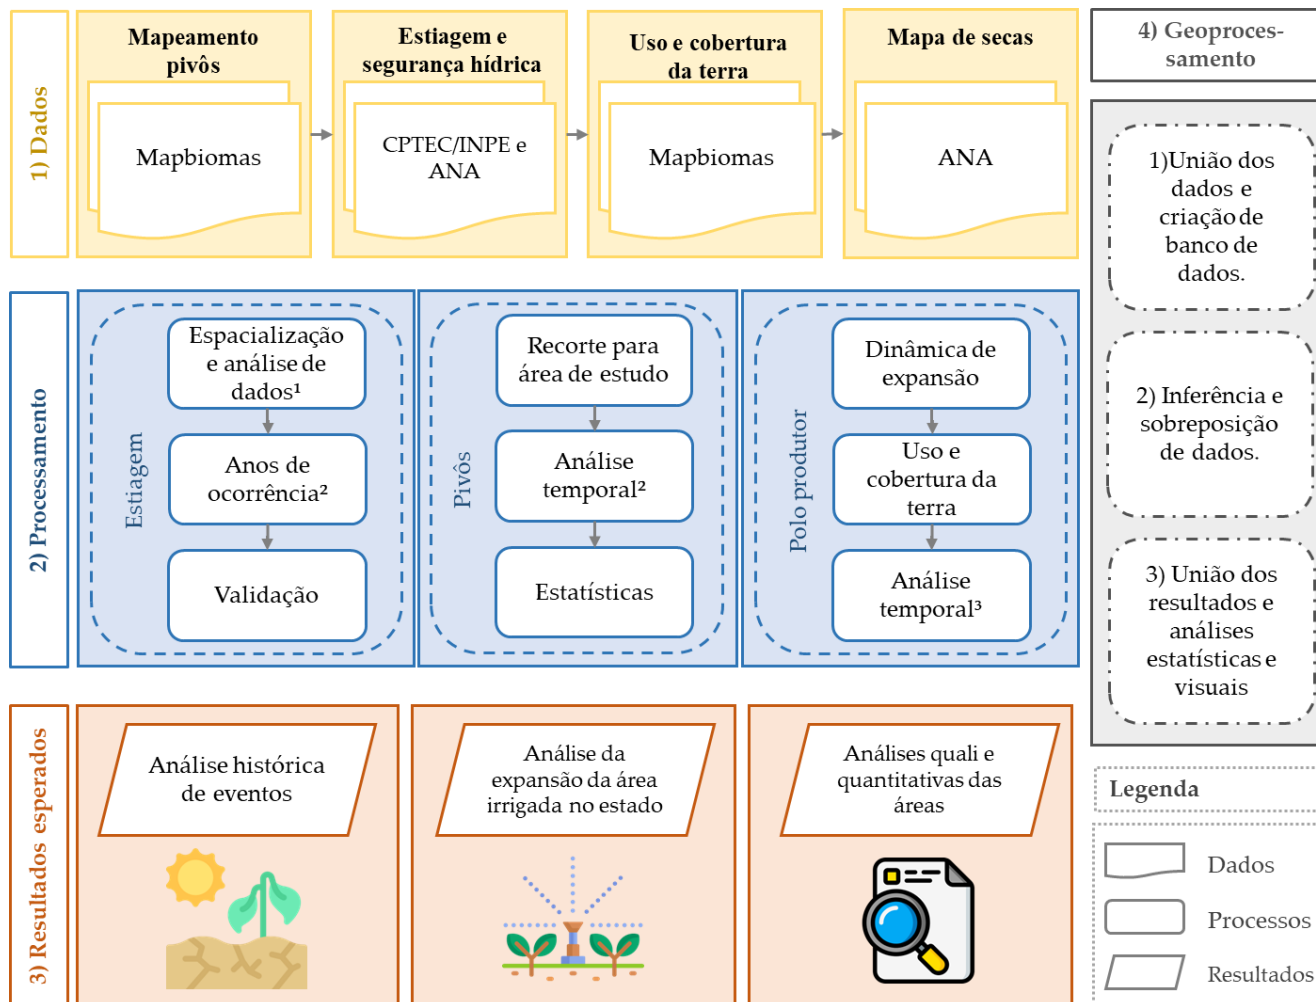 1) Dados
Mapeamento
pivôs
Mapbiomas
Estiagem e
segurança hídrica
CPTEC/INPE e
ANA
Uso e cobertura
da terra
Mapbiomas
Mapa de secas
ANA
2) Processamento
Estiagem
Espacialização
e análise de
dados¹
Anos de
ocorrência²
Validação
Pivôs
Recorte para
área de estudo
Análise
temporal²
Estatísticas
Polo produtor
Dinâmica de
expansão
Uso e
cobertura da
terra
Análise
temporal³
3) Resultados esperados
Análise histórica
de eventos
Análise da
expansão da área
irrigada no estado
Análises quali e
quantitativas das
áreas
4) Geoproces-
samento
1)União dos
dados e
criação de
banco de
dados.
2) Inferência e
sobreposição
de dados.
3) União dos
resultados e
análises
estatísticas e
visuais
Legenda
Dados
Processos
Resultados